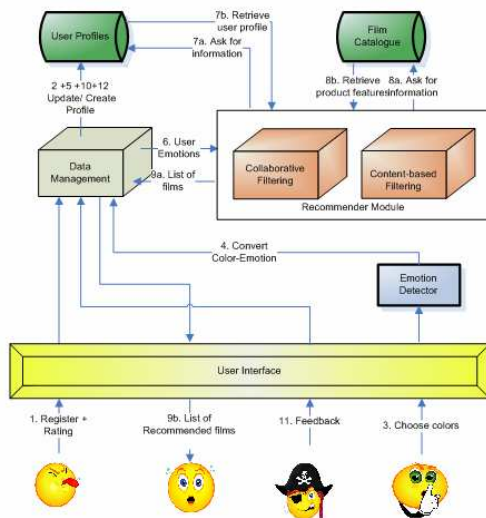 7b. Retrieve
user profile
User Profiles
7a. Ask for
information
Film
Catalogue
8b. Retrieve
product features
8a. Ask for
information
2 +5 +10+12
Update/ Create
Profile
6. User
Emotions
9a. List of
films
Data
Management
Collaborative
Filtering
Content-based
Filtering
Recommender Module
4. Convert
Color-Emotion
Emotion
Detector
User Interface
1. Register +
Rating
9b. List of
Recommended films
11. Feedback
3. Choose colors